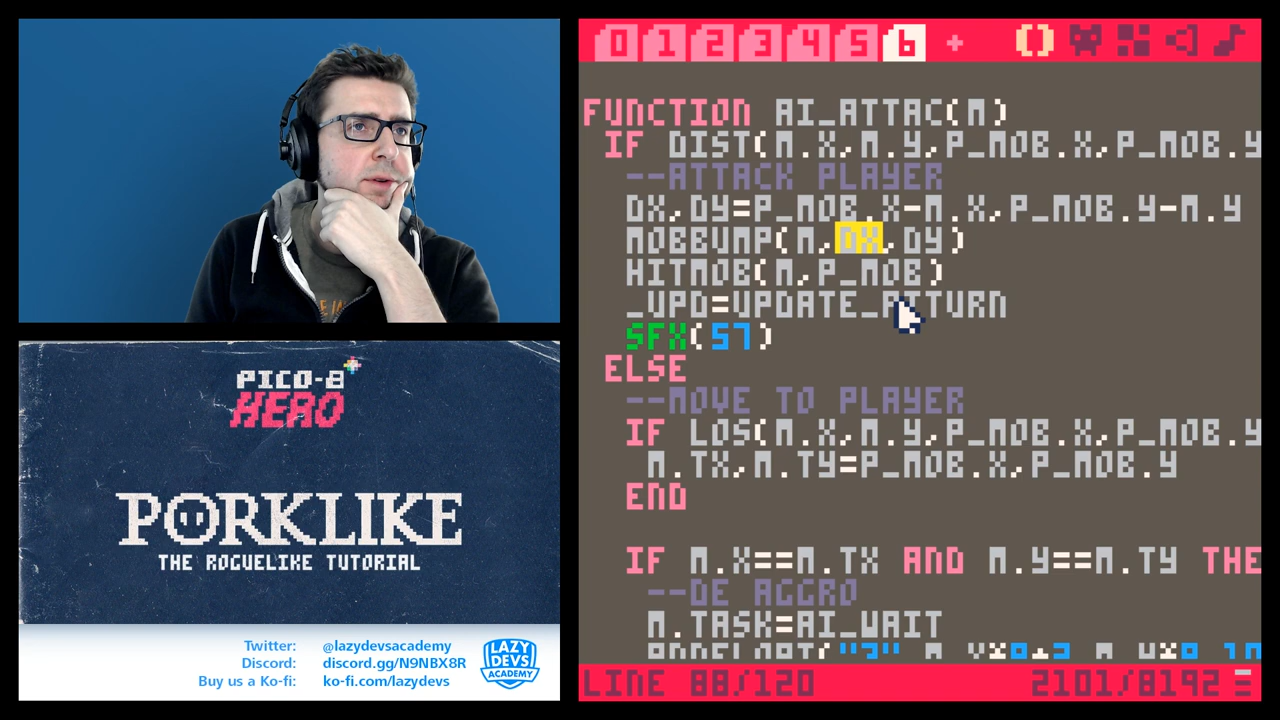 PICO-8
HERO
PORKLIKE
THE ROGUELIKE TUTORIAL
Twitter: @lazydevsacademy
Discord: discord.gg/N9NBX8R
Buy us a Ko-fi: ko-fi.com/lazydevs
LAZY
DEVS
ACADEMY
0 1 2 3 4 5 6 +
FUNCTION AI_ATTAC(M)
IF DIST(M.X,M.Y,P_MOB.X,P_MOB.Y
--ATTACK PLAYER
DX,DY=P_MOB.X-M.X,P_MOB.Y-M.Y
MOBBUMP(M,DX,DY)
HITMOB(M,P_MOB)
_UPD=UPDATE_AITURN
SFX(57)
ELSE
--MOVE TO PLAYER
IF LOS(M.X,M.Y,P_MOB.X,P_MOB.Y
M.TX,M.TY=P_MOB.X,P_MOB.Y
END
IF M.X==M.TX AND M.Y==M.TY THE
--DE AGGRO
M.TASK=AI_WAIT
LINE 88/120 2101/8192